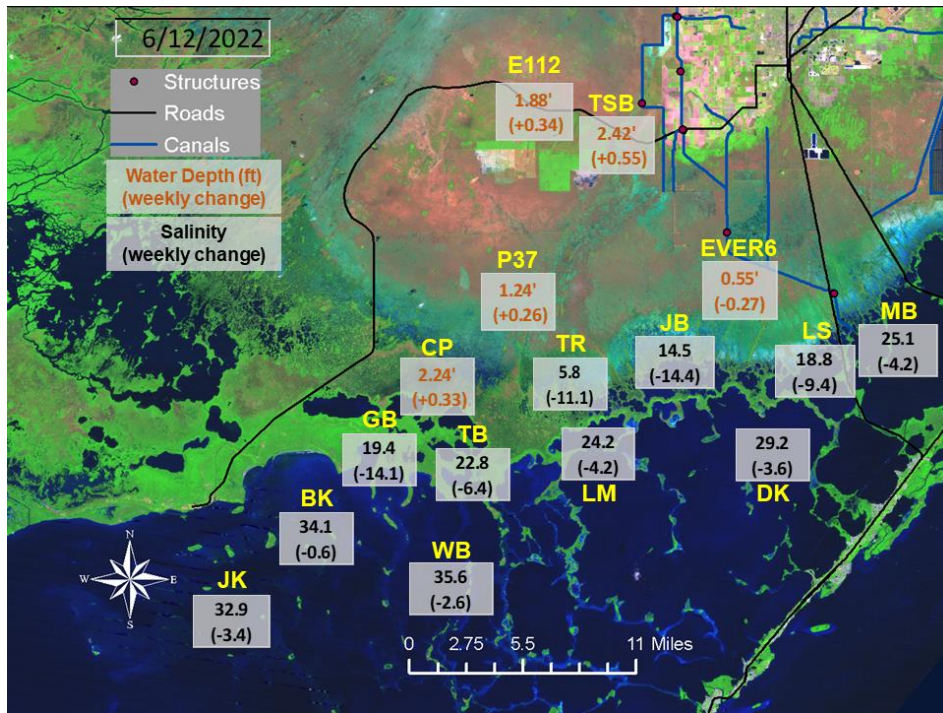 6/12/2022
Structures
Roads
Canals
Water Depth (ft)
(weekly change)
Salinity
(weekly change)
E112
1.88'
(+0.34)
TSB
2.42'
(+0.55)
P37
1.24'
(+0.26)
EVER6
0.55'
(-0.27)
CP
2.24'
(+0.33)
TR
5.8
(-11.1)
JB
14.5
(-14.4)
LS
18.8
(-9.4)
MB
25.1
(-4.2)
GB
19.4
(-14.1)
TB
22.8
(-6.4)
24.2
(-4.2)
LM
29.2
(-3.6)
DK
BK
34.1
(-0.6)
WB
35.6
(-2.6)
JK
32.9
(-3.4)
N
W E
S
0 2.75 5.5 11 Miles